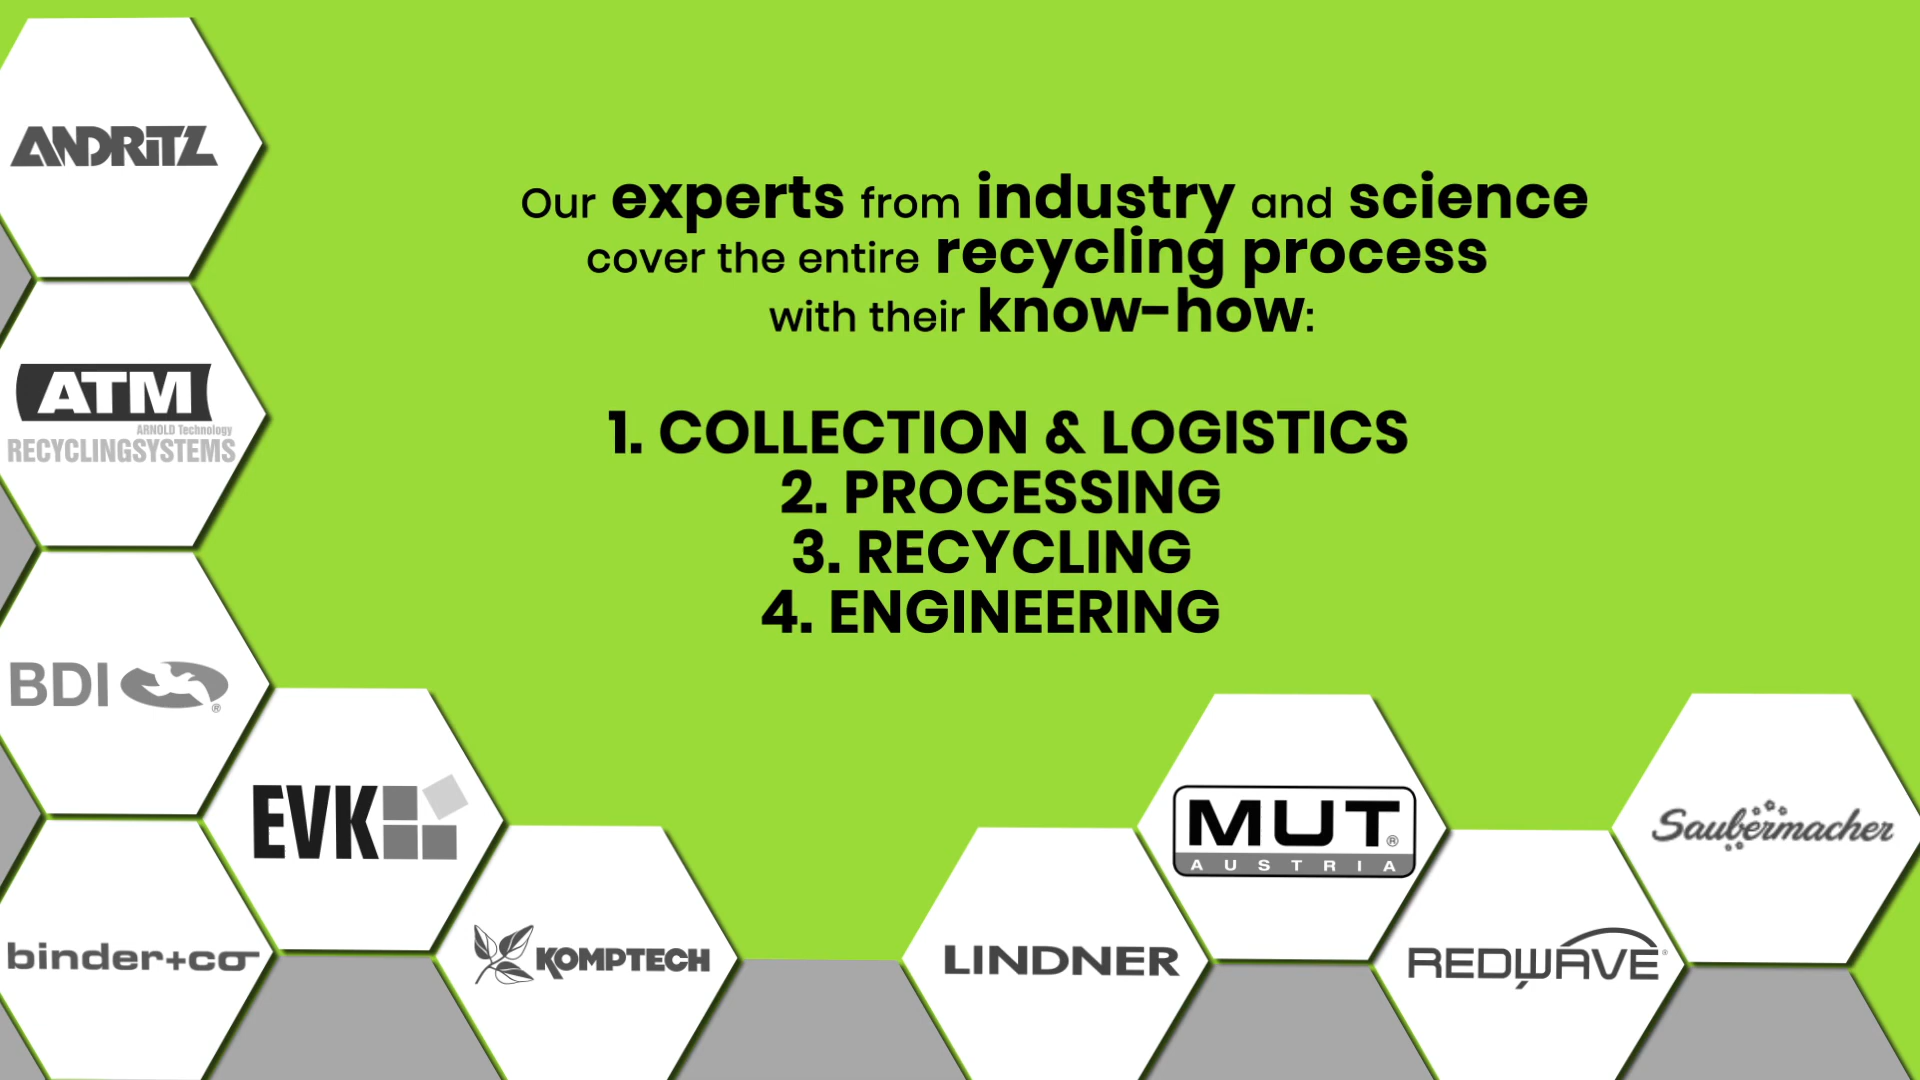 ANDRITZ
Our experts from industry and science
cover the entire recycling process
with their know-how:
ATM
ARNOLD Technology
RECYCLINGSYSTEMS
1. COLLECTION & LOGISTICS
2. PROCESSING
3. RECYCLING
4. ENGINEERING
BDI ®
EVK
binder+co
KOMPTECH
LINDNER
MUT®
AUSTRIA
REDWAVE®
Saubermacher